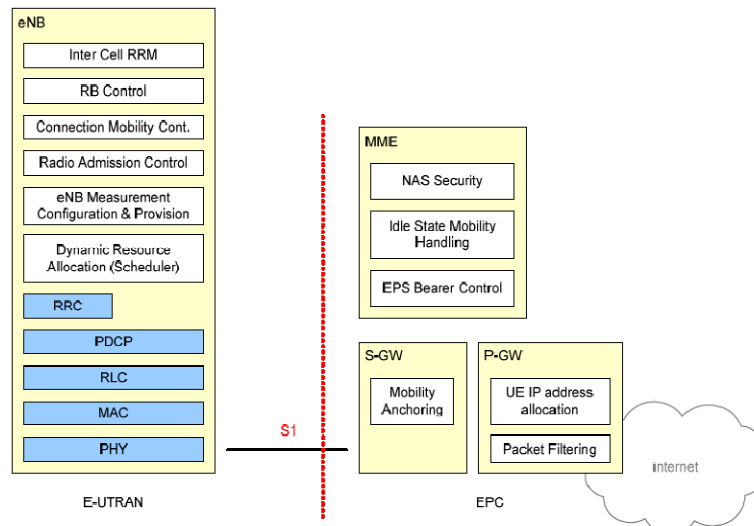 eNB
Inter Cell RRM
RB Control
Connection Mobility Cont.
Radio Admission Control
eNB Measurement
Configuration & Provision
Dynamic Resource
Allocation (Scheduler)
RRC
PDCP
RLC
MAC
PHY
S1
MME
NAS Security
Idle State Mobility
Handling
EPS Bearer Control
S-GW
Mobility
Anchoring
P-GW
UE IP address
allocation
Packet Filtering
internet
E-UTRAN
EPC